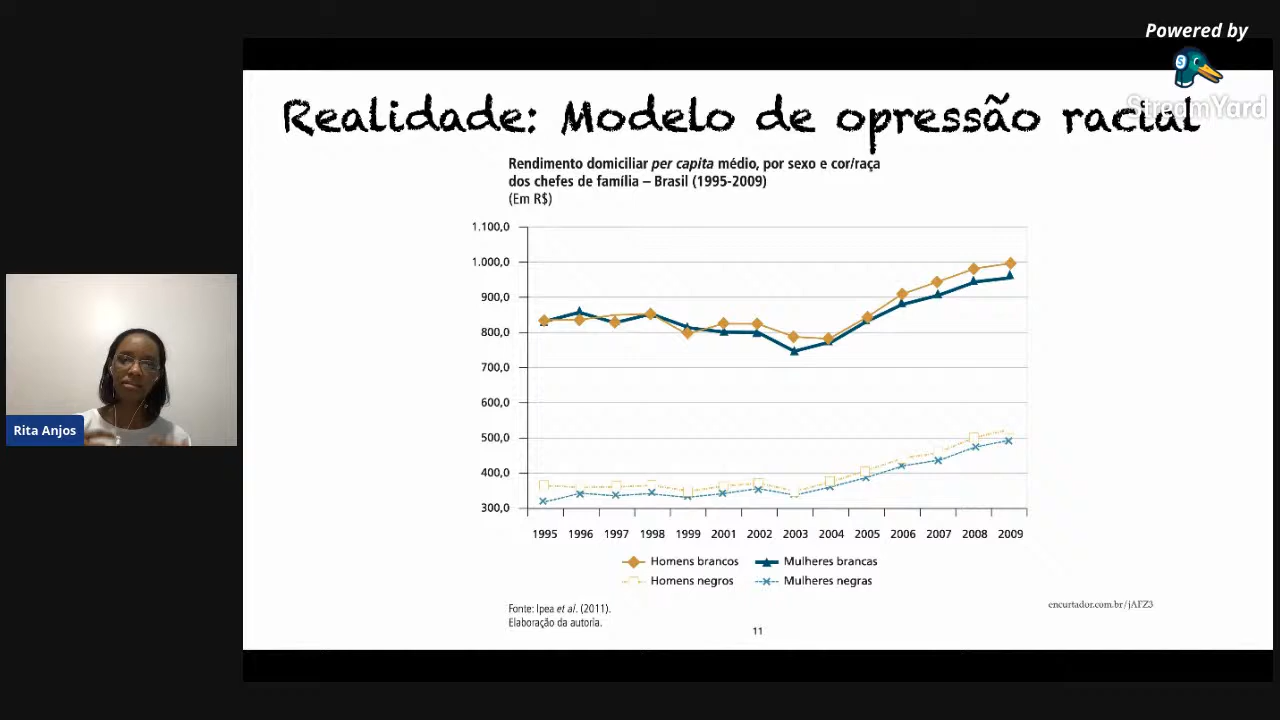 Powered by
StreamYard
Realidade: Modelo de opressão racial
Rendimento domiciliar per capita médio, por sexo e cor/raça
dos chefes de família – Brasil (1995-2009)
(Em R$)
1.100,0
1.000,0
900,0
800,0
700,0
600,0
500,0
400,0
300,0
1995 1996 1997 1998 1999 2001 2002 2003 2004 2005 2006 2007 2008 2009
Homens brancos Mulheres brancas
Homens negros Mulheres negras
Fonte: Ipea et al. (2011).
Elaboração da autoria.
encurtador.com.br/jAFZ3
11
Rita Anjos